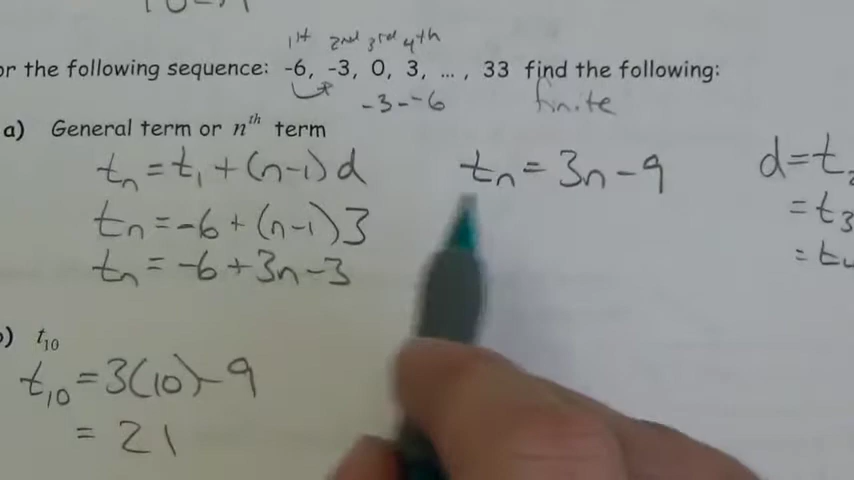 1st 2nd 3rd 4th
or the following sequence: -6, -3, 0, 3, ... , 33 find the following:
-3--6 finite
a) General term or nth term
tn = t1 + (n-1)d
tn = -6 + (n-1)3
tn = -6 + 3n - 3
tn = 3n - 9
d = t
= t3
= t
) t10
t10 = 3(10) - 9
= 21